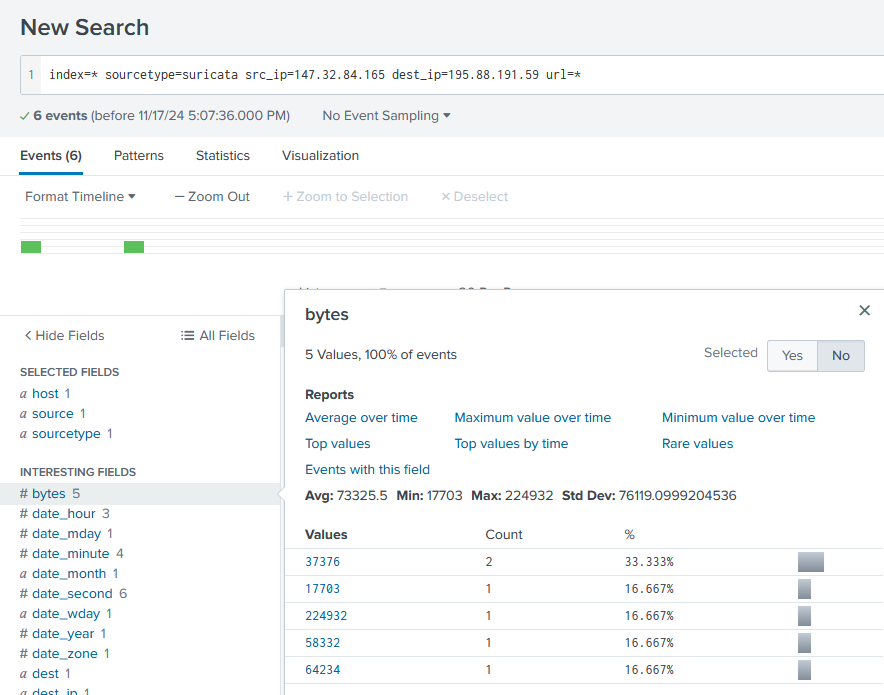 New Search
1 index=* sourcetype=suricata src_ip=147.32.84.165 dest_ip=195.88.191.59 url=*
✓ 6 events (before 11/17/24 5:07:36.000 PM) No Event Sampling ▾
Events (6) Patterns Statistics Visualization
Format Timeline ▾ — Zoom Out + Zoom to Selection × Deselect
bytes ×
< Hide Fields All Fields
5 Values, 100% of events Selected Yes No
SELECTED FIELDS
a host 1
a source 1
a sourcetype 1
Reports
Average over time Maximum value over time Minimum value over time
Top values Top values by time Rare values
Events with this field
INTERESTING FIELDS
# bytes 5
Avg: 73325.5 Min: 17703 Max: 224932 Std Dev: 76119.0999204536
# date_hour 3
# date_mday 1
# date_minute 4
a date_month 1
# date_second 6
a date_wday 1
# date_year 1
# date_zone 1
a dest 1
a dest_ip 1
Values Count %
37376 2 33.333%
17703 1 16.667%
224932 1 16.667%
58332 1 16.667%
64234 1 16.667%